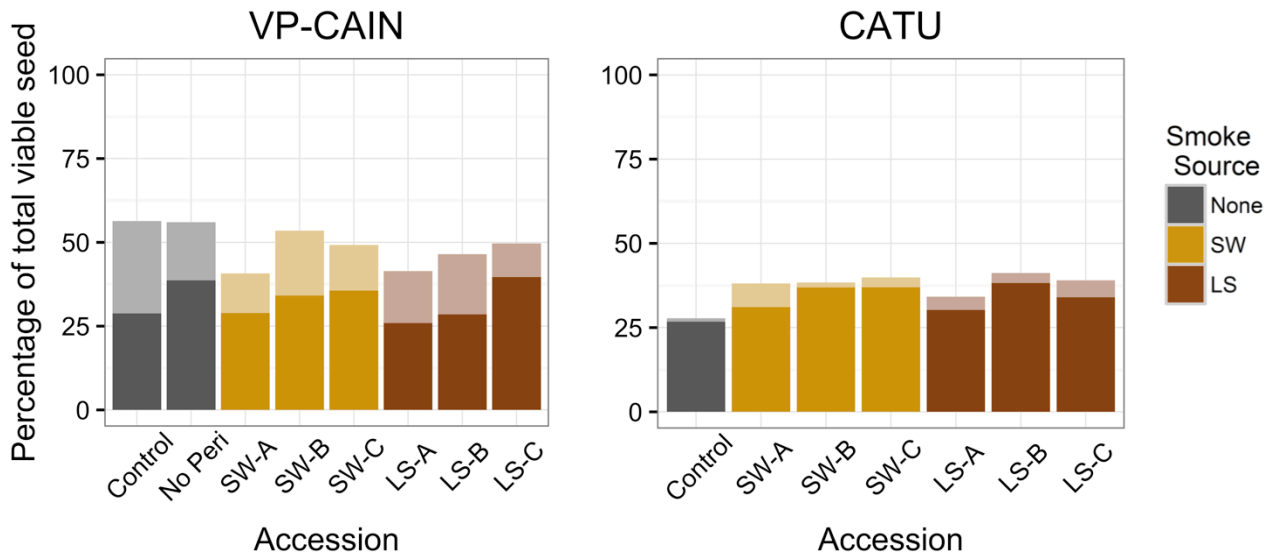 VP-CAIN
CATU
Percentage of total viable seed
100
75
50
25
0
Control
No Peri
SW-A
SW-B
SW-C
LS-A
LS-B
LS-C
Accession
100
75
50
25
0
Control
SW-A
SW-B
SW-C
LS-A
LS-B
LS-C
Accession
Smoke
Source
None
SW
LS